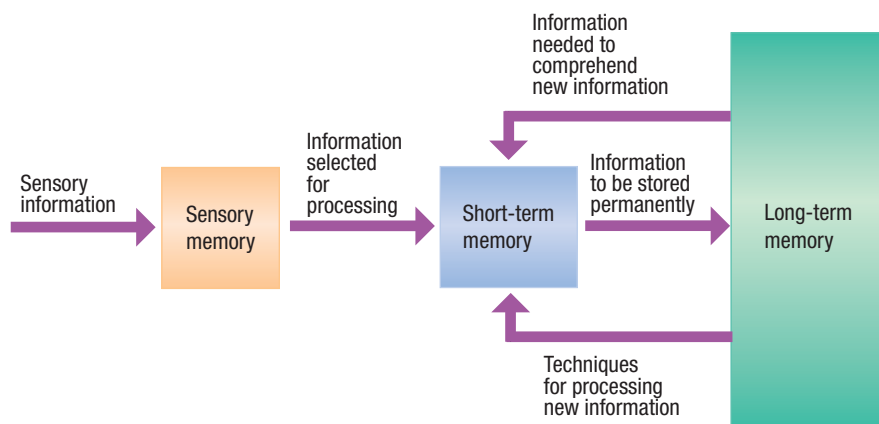 Sensory
information
Sensory
memory
Information
selected
for
processing
Short-term
memory
Information
needed to
comprehend
new information
Information
to be stored
permanently
Techniques
for processing
new information
Long-term
memory